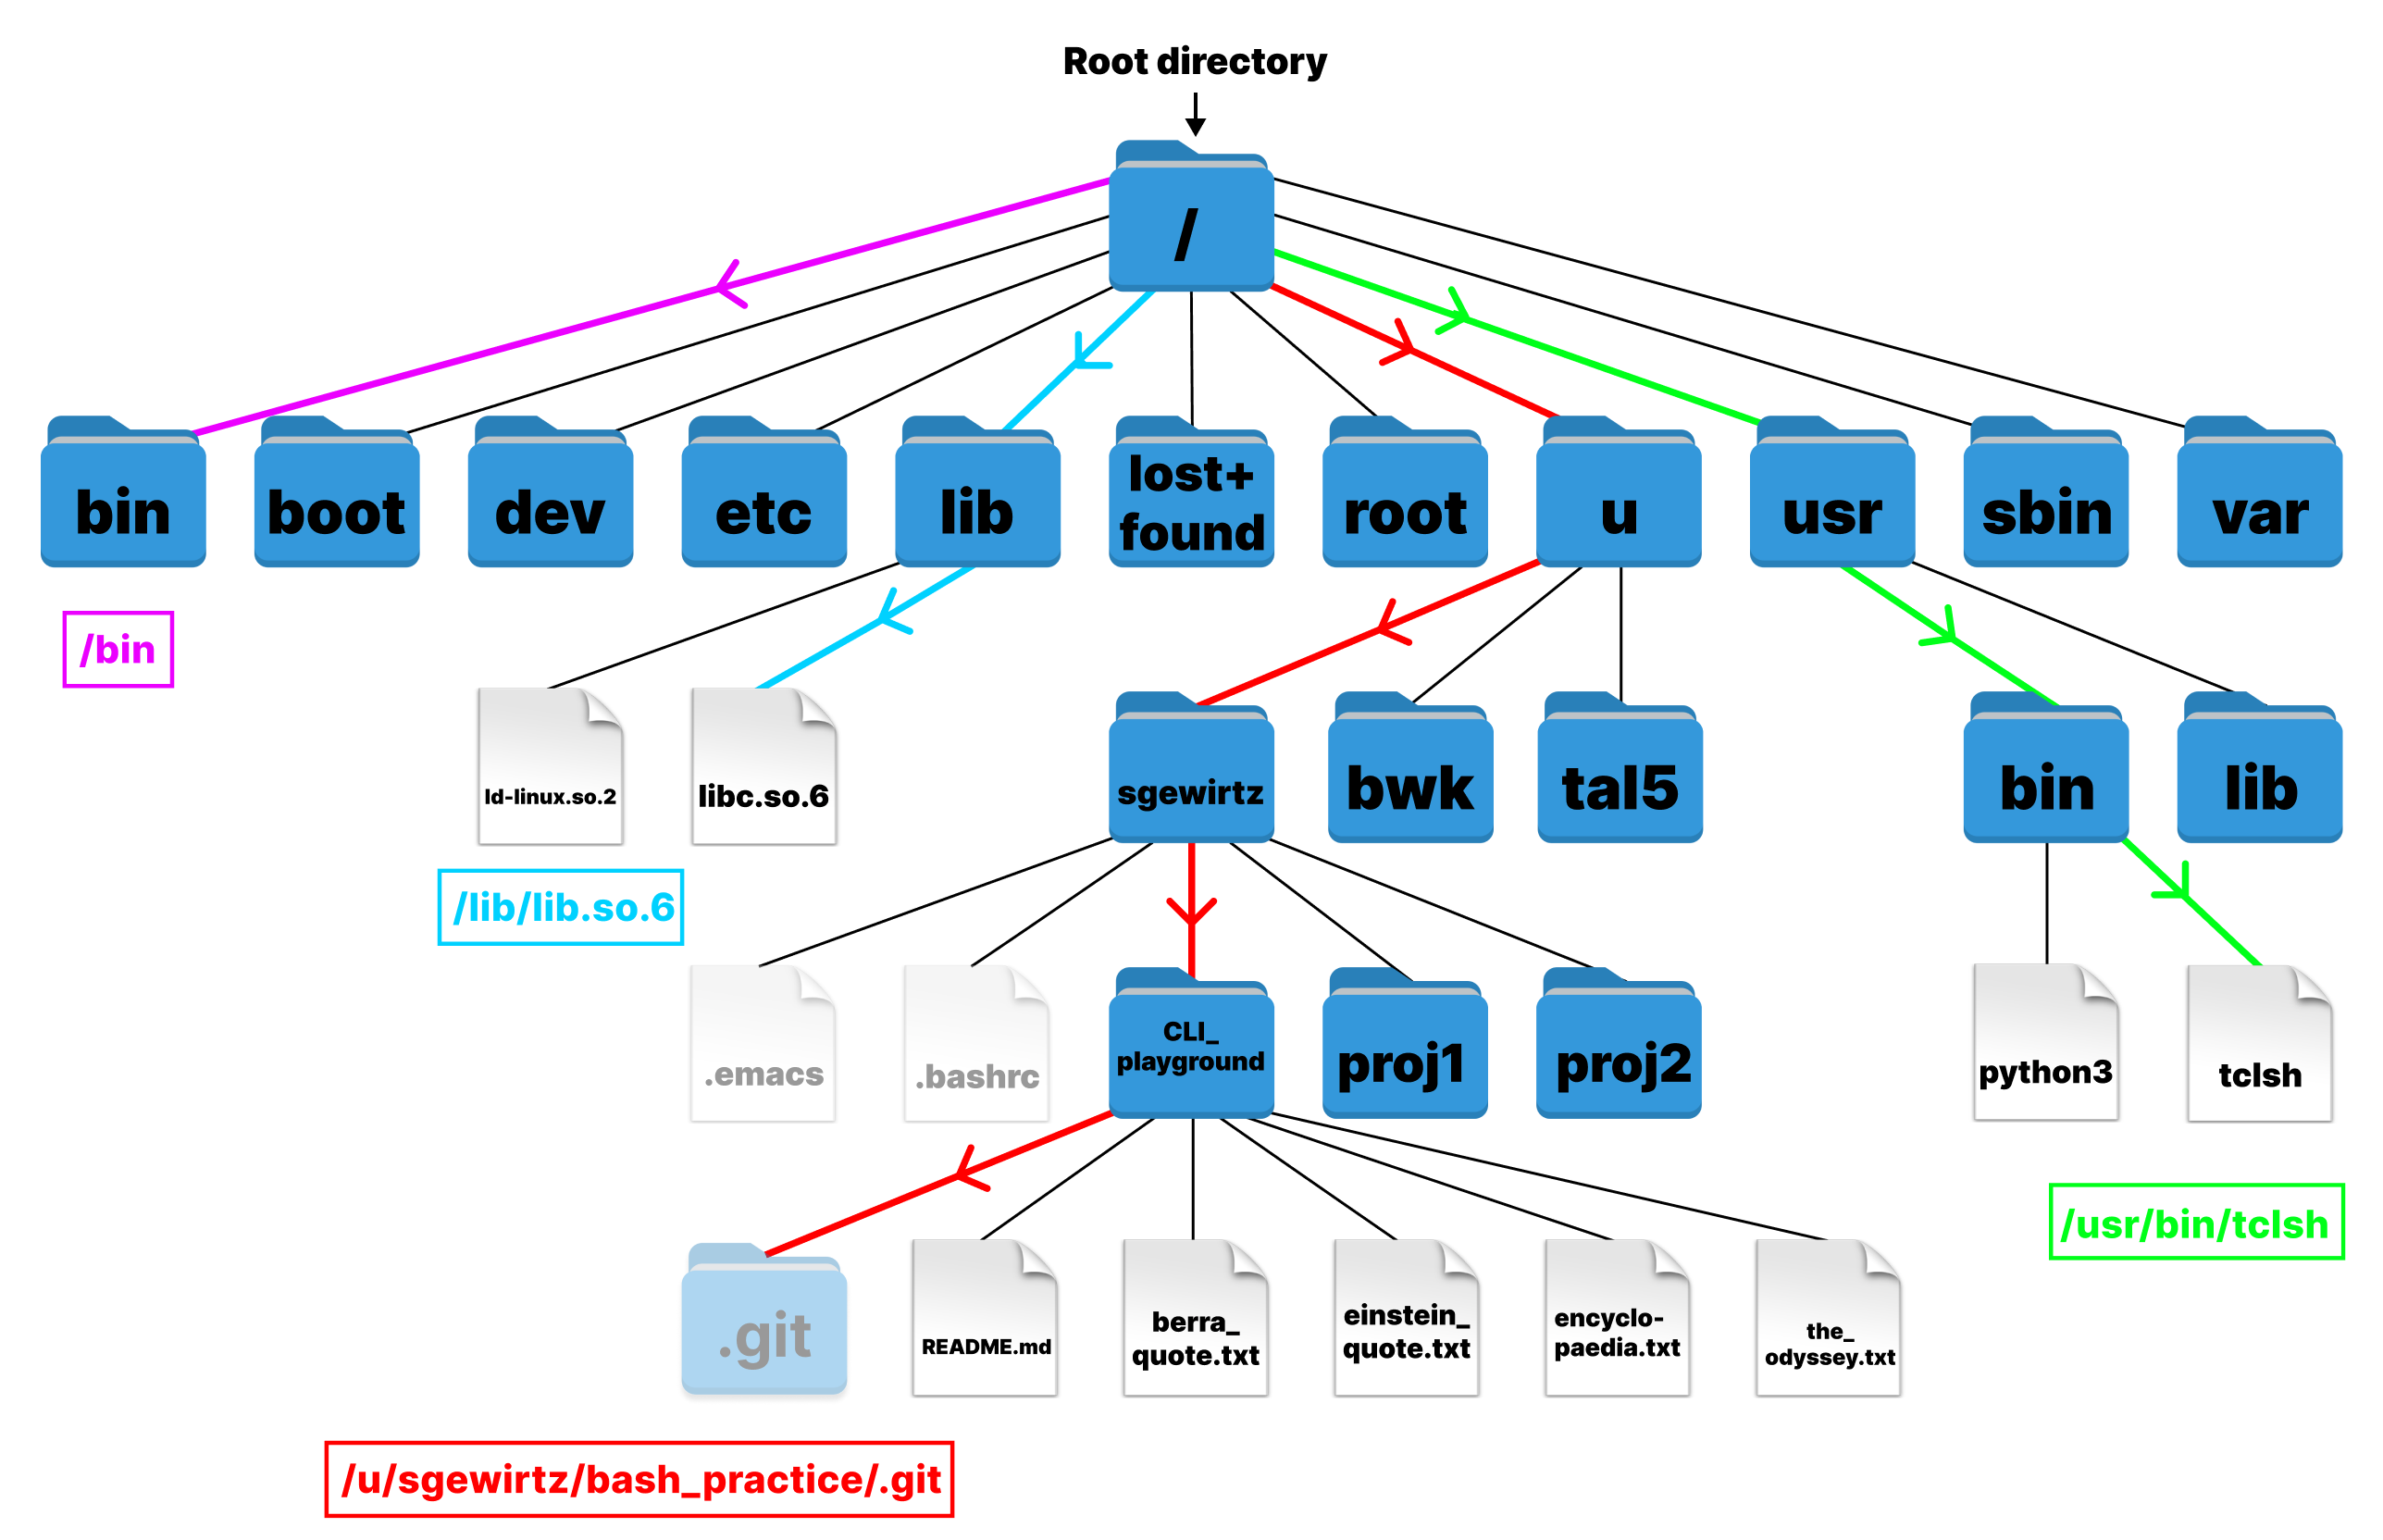 Root directory
/
bin
boot
dev
etc
lib
lost+
found
root
u
usr
sbin
var
/bin
ld-linux.so.2
libc.so.6
sgewirtz
bwk
tal5
bin
lib
/lib/lib.so.6
.emacs
.bashrc
CLI_
playground
proj1
proj2
python3
tclsh
/usr/bin/tclsh
.git
README.md
berra_
quote.txt
einstein_
quote.txt
encyclo-
paedia.txt
the_
odyssey.txt
/u/sgewirtz/bash_practice/.git